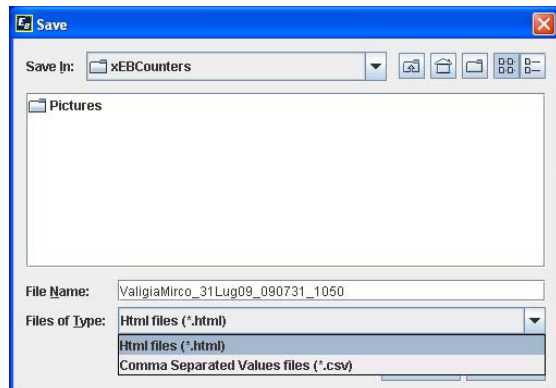 EB Save
Save In: xEBCounters
Pictures
File Name: ValigiaMirco_31Lug09_090731_1050
Files of Type: Html files (*.html)
Html files (*.html)
Comma Separated Values files (*.csv)